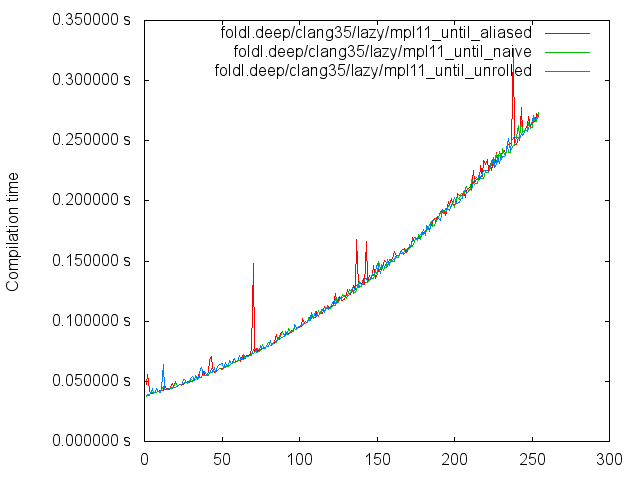 0.350000 s
foldl.deep/clang35/lazy/mpl11_until_aliased
foldl.deep/clang35/lazy/mpl11_until_naive
0.300000 s
foldl.deep/clang35/lazy/mpl11_until_unrolled
0.250000 s
0.200000 s
Compilation time
0.150000 s
0.100000 s
0.050000 s
0.000000 s
0 50 100 150 200 250 300